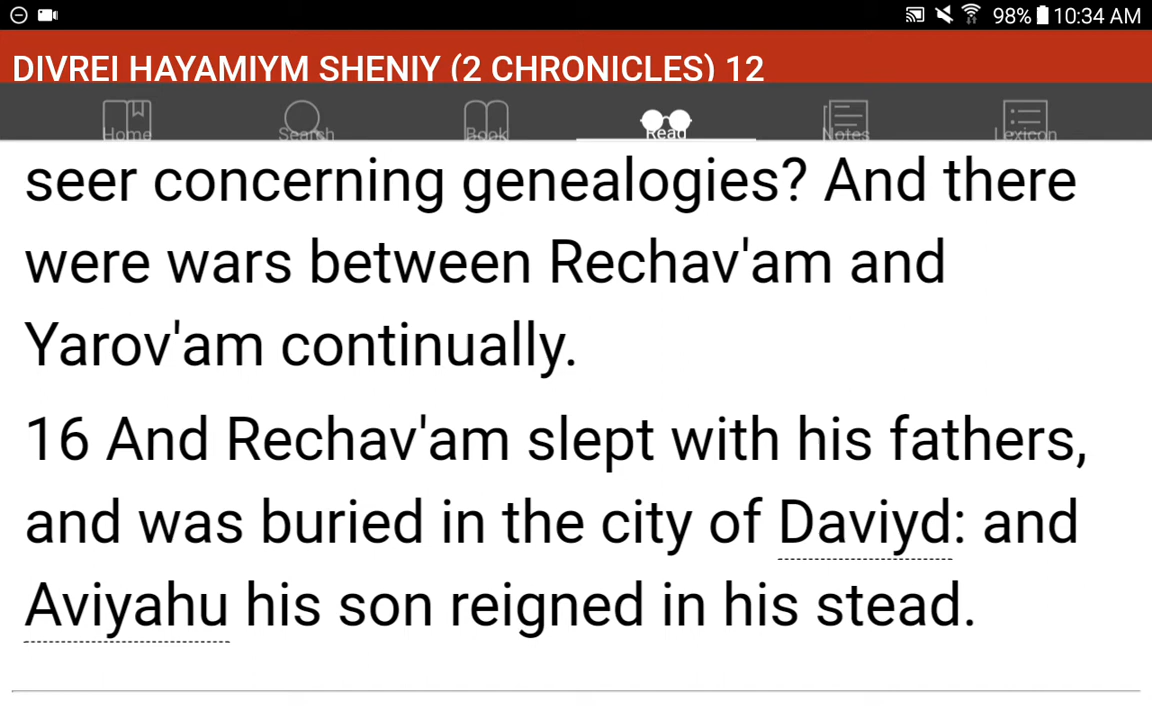 98% 10:34 AM
DIVREI HAYAMIYM SHENIY (2 CHRONICLES) 12
Home Search Book Read Notes Lexicon
seer concerning genealogies? And there
were wars between Rechav'am and
Yarov'am continually.
16 And Rechav'am slept with his fathers,
and was buried in the city of Daviyd: and
Aviyahu his son reigned in his stead.